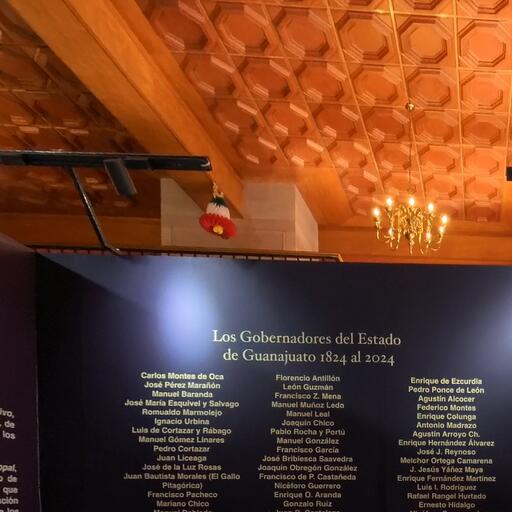 Los Gobernadores del Estado
de Guanajuato 1824 al 2024
Carlos Montes de Oca
José Pérez Marañón
Manuel Baranda
José María Esquivel y Salvago
Romualdo Marmolejo
Ignacio Urbina
Luis de Cortazar y Rábago
Manuel Gómez Linares
Pedro Cortazar
Juan Liceaga
José de la Luz Rosas
Juan Bautista Morales (El Gallo
Pitagórico)
Francisco Pacheco
Mariano Chico
Florencio Antillón
León Guzmán
Francisco Z. Mena
Manuel Muñoz Ledo
Manuel Leal
Joaquín Chico
Pablo Rocha y Portú
Manuel González
Francisco García
José Bribiesca Saavedra
Joaquín Obregón González
Francisco de P. Castañeda
Nicéforo Guerrero
Enrique O. Aranda
Gonzalo Ruiz
Enrique de Ezcurdia
Pedro Ponce de León
Agustín Alcocer
Federico Montes
Enrique Colunga
Antonio Madrazo
Agustín Arroyo Ch.
Enrique Hernández Álvarez
José J. Reynoso
Melchor Ortega Camarena
J. Jesús Yáñez Maya
Enrique Fernández Martínez
Luis I. Rodríguez
Rafael Rangel Hurtado
Ernesto Hidalgo